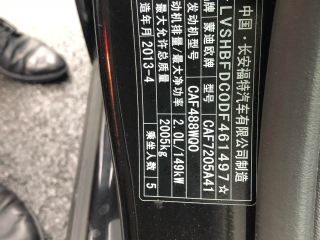 中国·长安福特汽车有限公司制造
☆LVSHBFDC0DF461497☆
品牌 蒙迪欧牌 型号 CAF7205A41
发动机型号 CAF488WQ0
发动机排量·最大净功率 2.0L/149kW
最大允许总质量 2005kg
制造年月 2013-4 乘坐人数 5